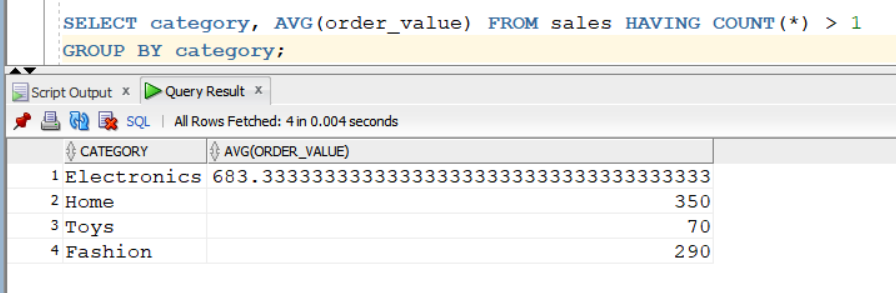 SELECT category, AVG(order_value) FROM sales HAVING COUNT(*) > 1
GROUP BY category;
Script Output x Query Result x
SQL | All Rows Fetched: 4 in 0.004 seconds
CATEGORY AVG(ORDER_VALUE)
1 Electronics 683.333333333333333333333333333333333333
2 Home 350
3 Toys 70
4 Fashion 290